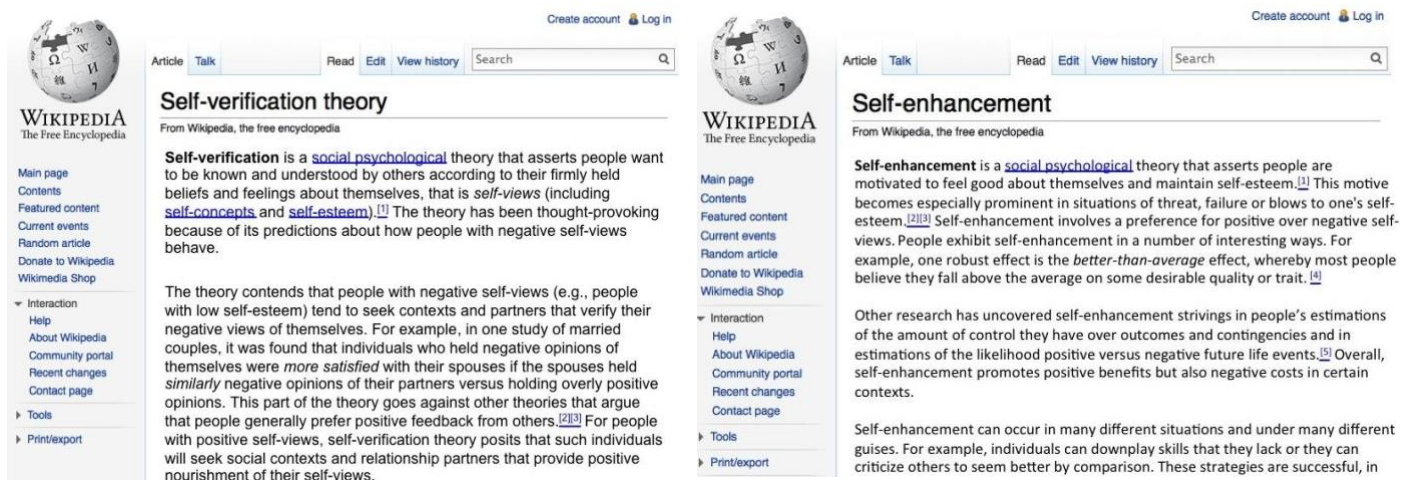 Create account Log in
Article Talk Read Edit View history Search
WIKIPEDIA
The Free Encyclopedia
Main page
Contents
Featured content
Current events
Random article
Donate to Wikipedia
Wikimedia Shop
Interaction
Help
About Wikipedia
Community portal
Recent changes
Contact page
Tools
Print/export
Self-verification theory
From Wikipedia, the free encyclopedia
Self-verification is a social psychological theory that asserts people want
to be known and understood by others according to their firmly held
beliefs and feelings about themselves, that is self-views (including
self-concepts and self-esteem).[1] The theory has been thought-provoking
because of its predictions about how people with negative self-views
behave.
The theory contends that people with negative self-views (e.g., people
with low self-esteem) tend to seek contexts and partners that verify their
negative views of themselves. For example, in one study of married
couples, it was found that individuals who held negative opinions of
themselves were more satisfied with their spouses if the spouses held
similarly negative opinions of their partners versus holding overly positive
opinions. This part of the theory goes against other theories that argue
that people generally prefer positive feedback from others.[2][3] For people
with positive self-views, self-verification theory posits that such individuals
will seek social contexts and relationship partners that provide positive
nourishment of their self-views.
Create account Log in
Article Talk Read Edit View history Search
WIKIPEDIA
The Free Encyclopedia
Main page
Contents
Featured content
Current events
Random article
Donate to Wikipedia
Wikimedia Shop
Interaction
Help
About Wikipedia
Community portal
Recent changes
Contact page
Tools
Print/export
Self-enhancement
From Wikipedia, the free encyclopedia
Self-enhancement is a social psychological theory that asserts people are
motivated to feel good about themselves and maintain self-esteem.[1] This motive
becomes especially prominent in situations of threat, failure or blows to one's self-
esteem.[2][3] Self-enhancement involves a preference for positive over negative self-
views. People exhibit self-enhancement in a number of interesting ways. For
example, one robust effect is the better-than-average effect, whereby most people
believe they fall above the average on some desirable quality or trait. [4]
Other research has uncovered self-enhancement strivings in people's estimations
of the amount of control they have over outcomes and contingencies and in
estimations of the likelihood positive versus negative future life events.[5] Overall,
self-enhancement promotes positive benefits but also negative costs in certain
contexts.
Self-enhancement can occur in many different situations and under many different
guises. For example, individuals can downplay skills that they lack or they can
criticize others to seem better by comparison. These strategies are successful, in